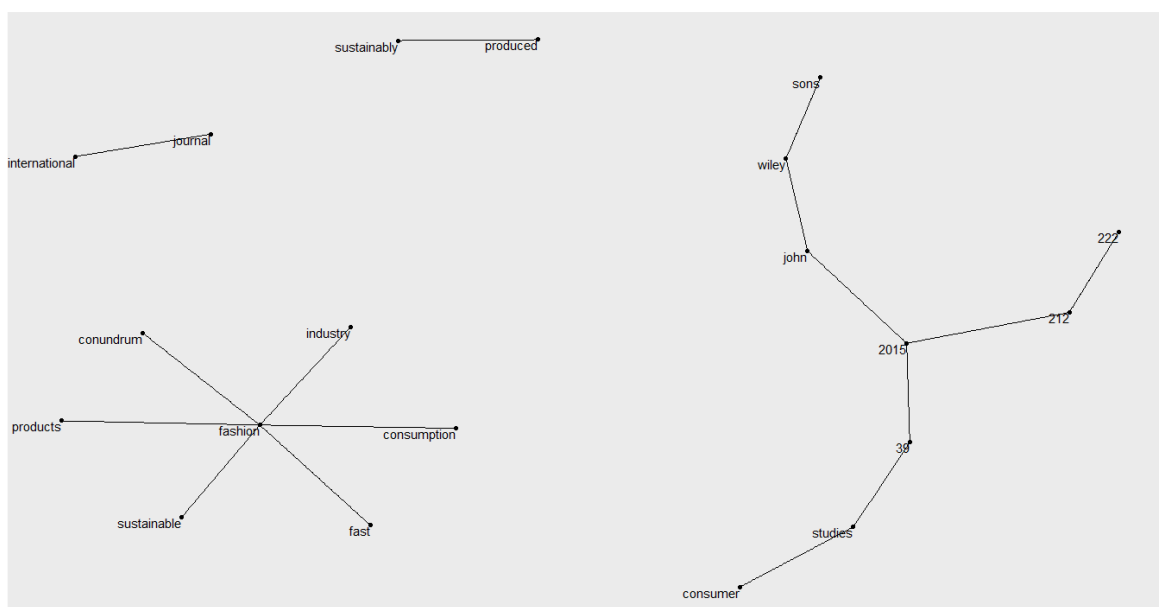 sustainably
produced
sons
journal
international
wiley
222
john
212
industry
conundrum
2015
products
fashion
consumption
39
sustainable
fast
studies
consumer